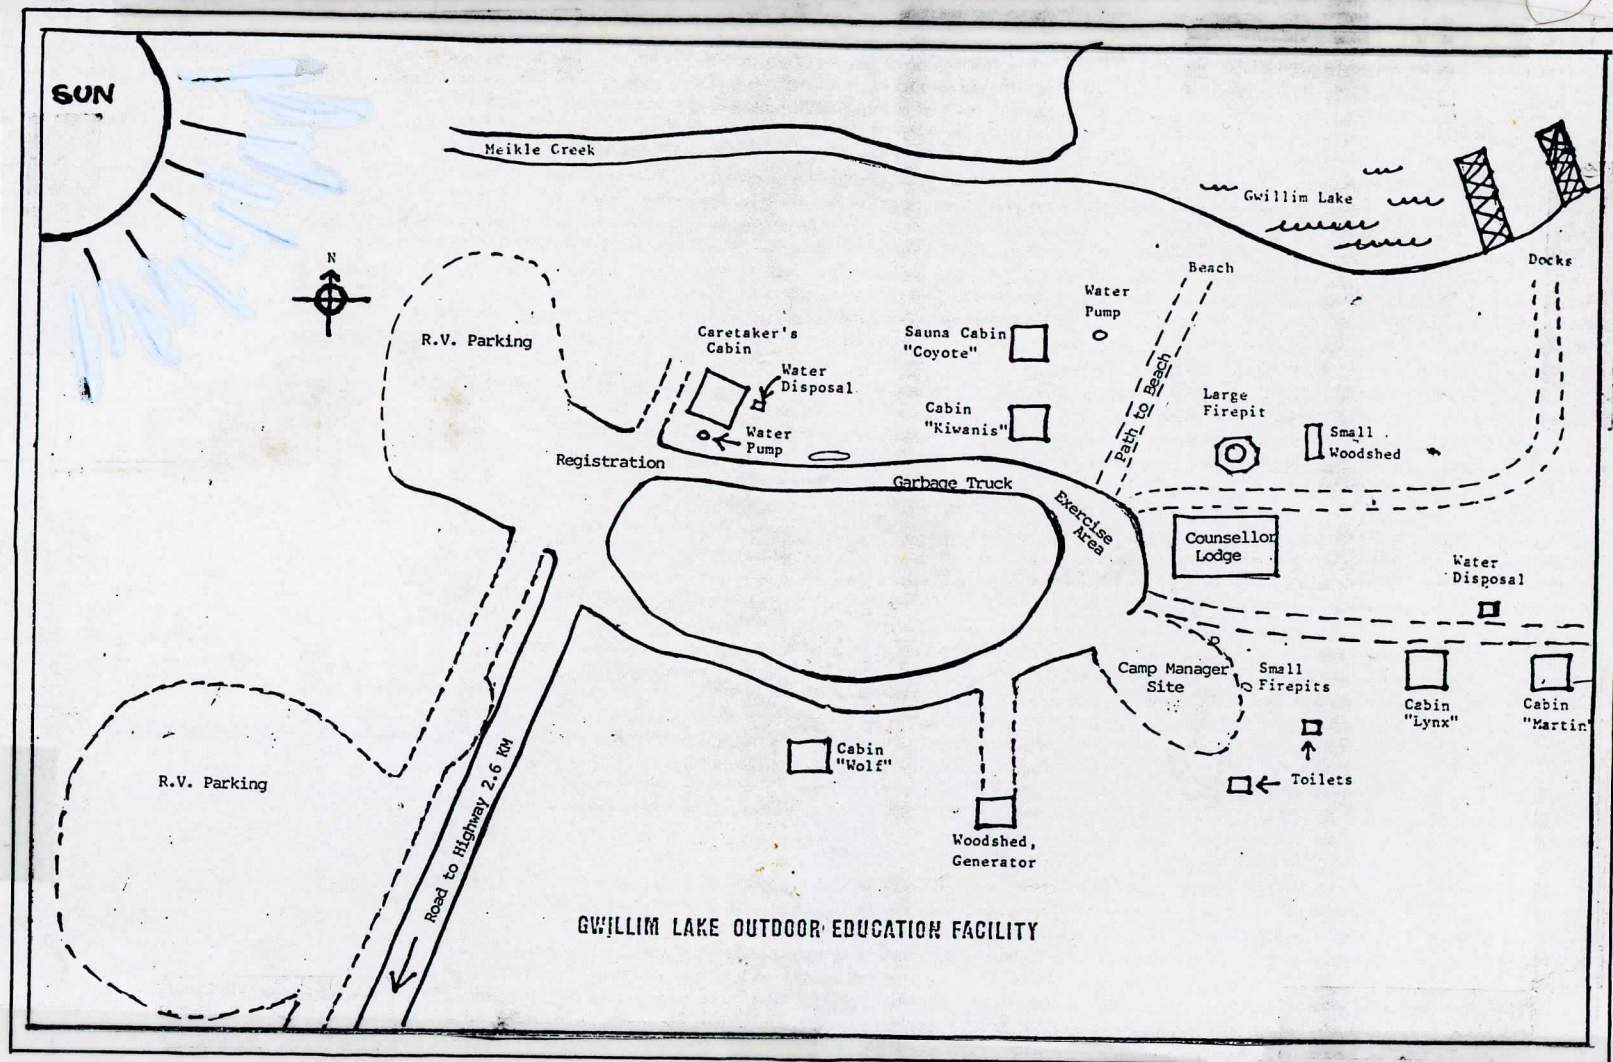 SUN
Meikle Creek
Gwillim Lake
N
Beach
Docks
Water
Pump
R.V. Parking
Caretaker's
Cabin
Sauna Cabin
"Coyote"
Water
Disposal
Path to Beach
Large
Firepit
Cabin
"Kiwanis"
Water
Pump
Small
Woodshed
Registration
Garbage Truck
Exercise
Area
Counsellor
Lodge
Water
Disposal
Camp Manager
Site
Small
Firepits
Cabin
"Lynx"
Cabin
"Martin"
R.V. Parking
Cabin
"Wolf"
Toilets
Road to Highway 2.6 KM
Woodshed,
Generator
GWILLIM LAKE OUTDOOR EDUCATION FACILITY